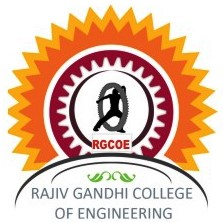 RGCOE
RAJIV GANDHI COLLEGE
OF ENGINEERING